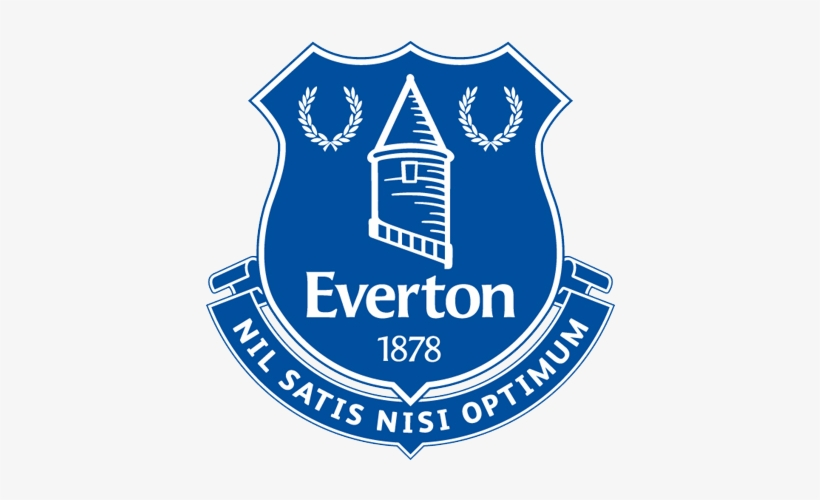 Everton
1878
NIL SATIS NISI OPTIMUM